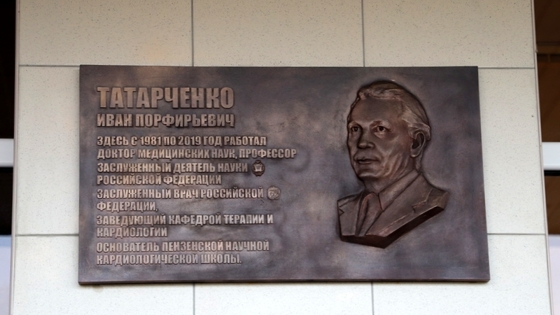 ТАТАРЧЕНКО
ИВАН ПОРФИРЬЕВИЧ
ЗДЕСЬ С 1981 ПО 2019 ГОД РАБОТАЛ
ДОКТОР МЕДИЦИНСКИХ НАУК, ПРОФЕССОР
ЗАСЛУЖЕННЫЙ ДЕЯТЕЛЬ НАУКИ
РОССИЙСКОЙ ФЕДЕРАЦИИ
ЗАСЛУЖЕННЫЙ ВРАЧ РОССИЙСКОЙ
ФЕДЕРАЦИИ,
ЗАВЕДУЮЩИЙ КАФЕДРОЙ ТЕРАПИИ И
КАРДИОЛОГИИ
ОСНОВАТЕЛЬ ПЕНЗЕНСКОЙ НАУЧНОЙ
КАРДИОЛОГИЧЕСКОЙ ШКОЛЫ.